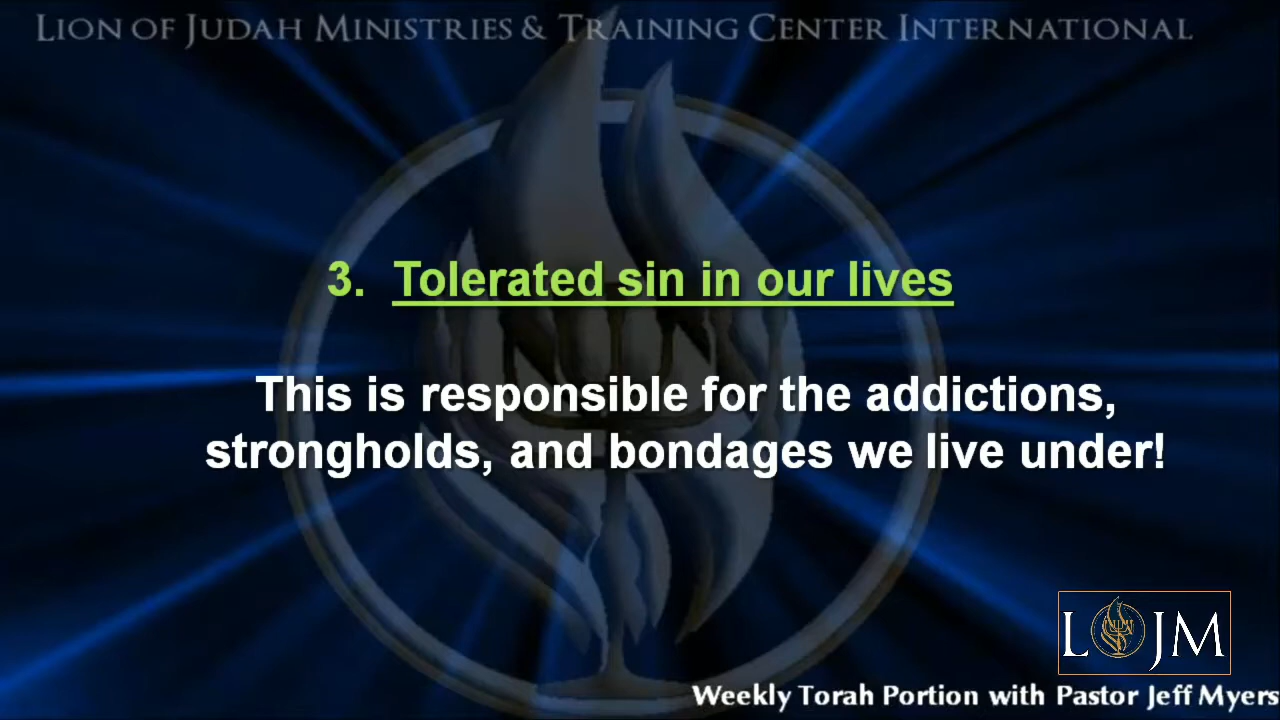 LION OF JUDAH MINISTRIES & TRAINING CENTER INTERNATIONAL
3. Tolerated sin in our lives
This is responsible for the addictions,
strongholds, and bondages we live under!
L JM
Weekly Torah Portion with Pastor Jeff Myers